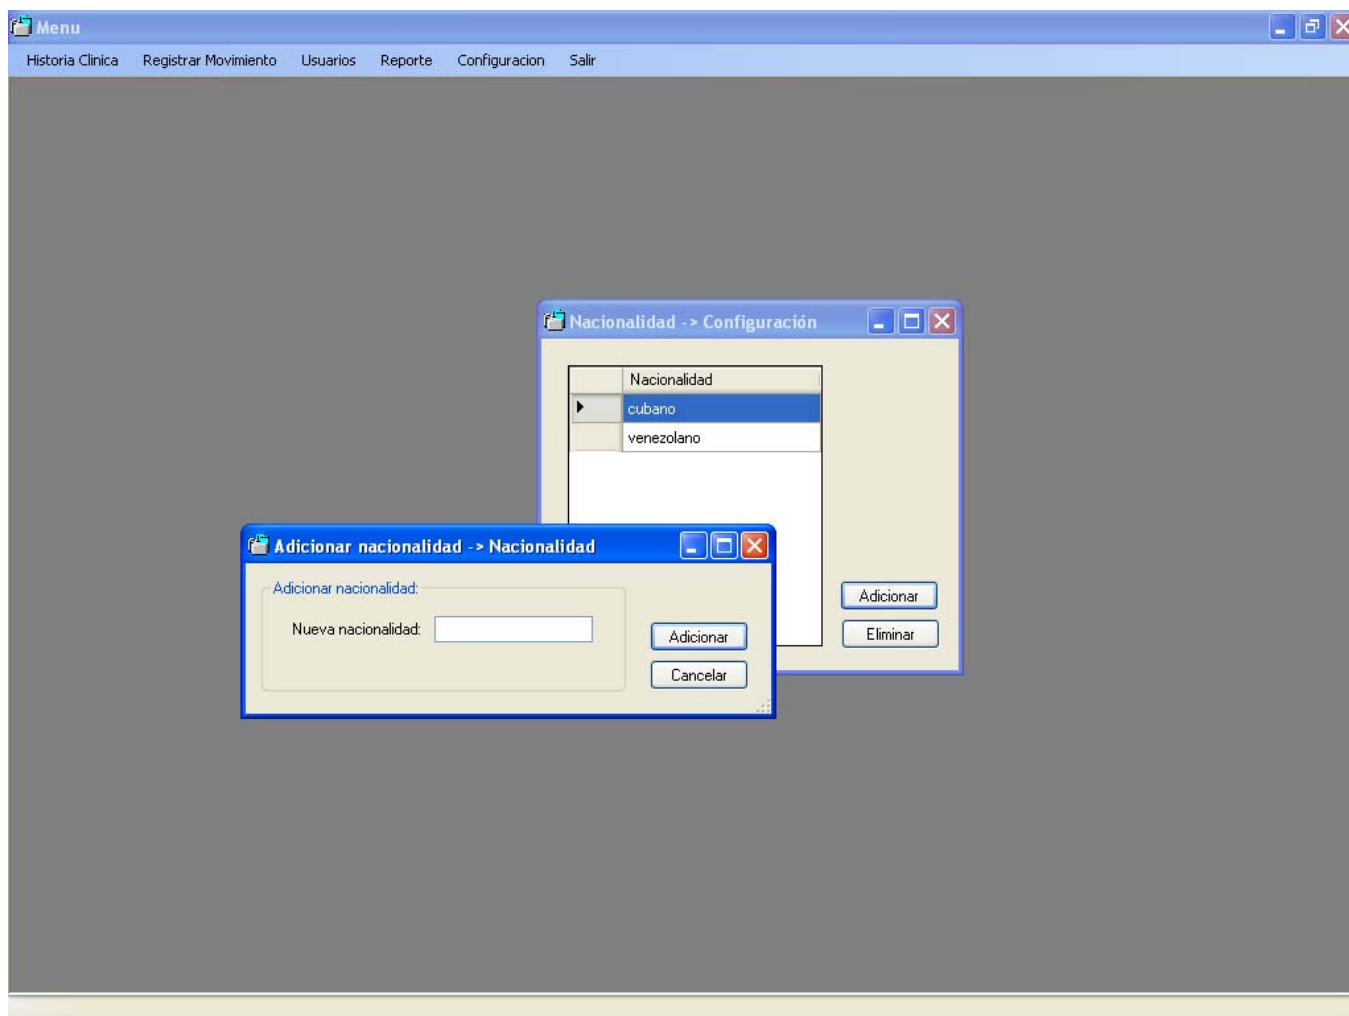 Menu
Historia Clinica Registrar Movimiento Usuarios Reporte Configuracion Salir
Nacionalidad -> Configuración
Nacionalidad
cubano
venezolano
Adicionar
Eliminar
Adicionar nacionalidad -> Nacionalidad
Adicionar nacionalidad:
Nueva nacionalidad:
Adicionar
Cancelar